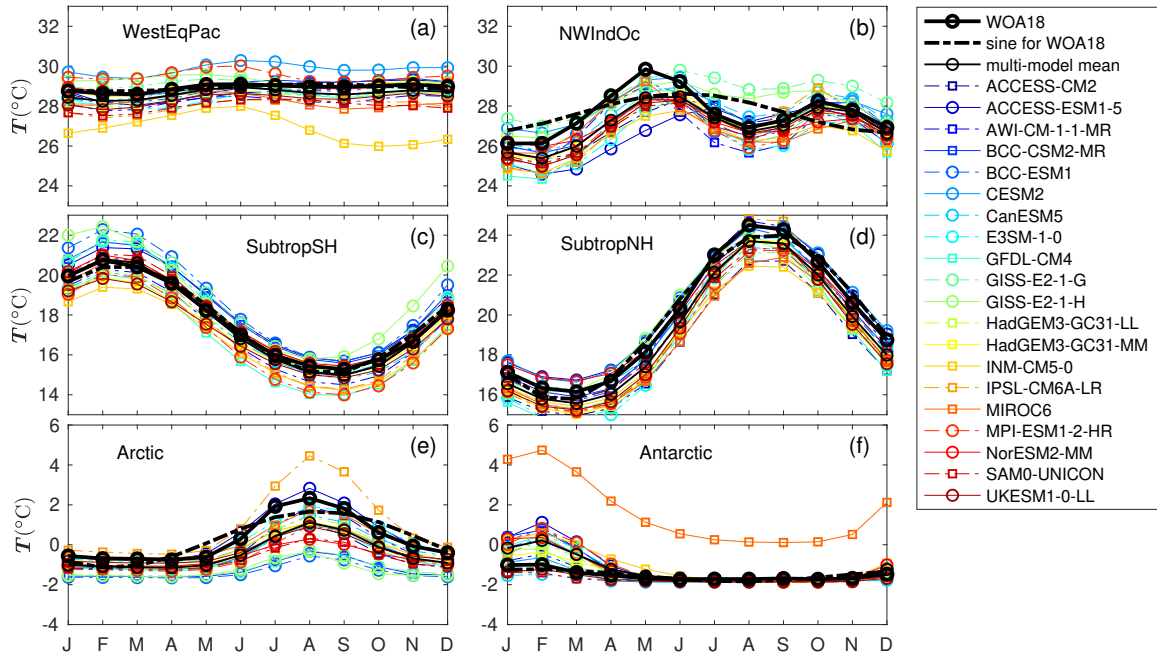 WestEqPac (a)
T(°C)
32
30
28
26
24
NWIndOc (b)
T(°C)
32
30
28
26
24
SubtropSH (c)
T(°C)
22
20
18
16
14
SubtropNH (d)
T(°C)
24
22
20
18
16
Arctic (e)
T(°C)
6
4
2
0
-2
-4
J F M A M J J A S O N D
Antarctic (f)
T(°C)
6
4
2
0
-2
-4
J F M A M J J A S O N D
WOA18
sine for WOA18
multi-model mean
ACCESS-CM2
ACCESS-ESM1-5
AWI-CM-1-1-MR
BCC-CSM2-MR
BCC-ESM1
CESM2
CanESM5
E3SM-1-0
GFDL-CM4
GISS-E2-1-G
GISS-E2-1-H
HadGEM3-GC31-LL
HadGEM3-GC31-MM
INM-CM5-0
IPSL-CM6A-LR
MIROC6
MPI-ESM1-2-HR
NorESM2-MM
SAM0-UNICON
UKESM1-0-LL